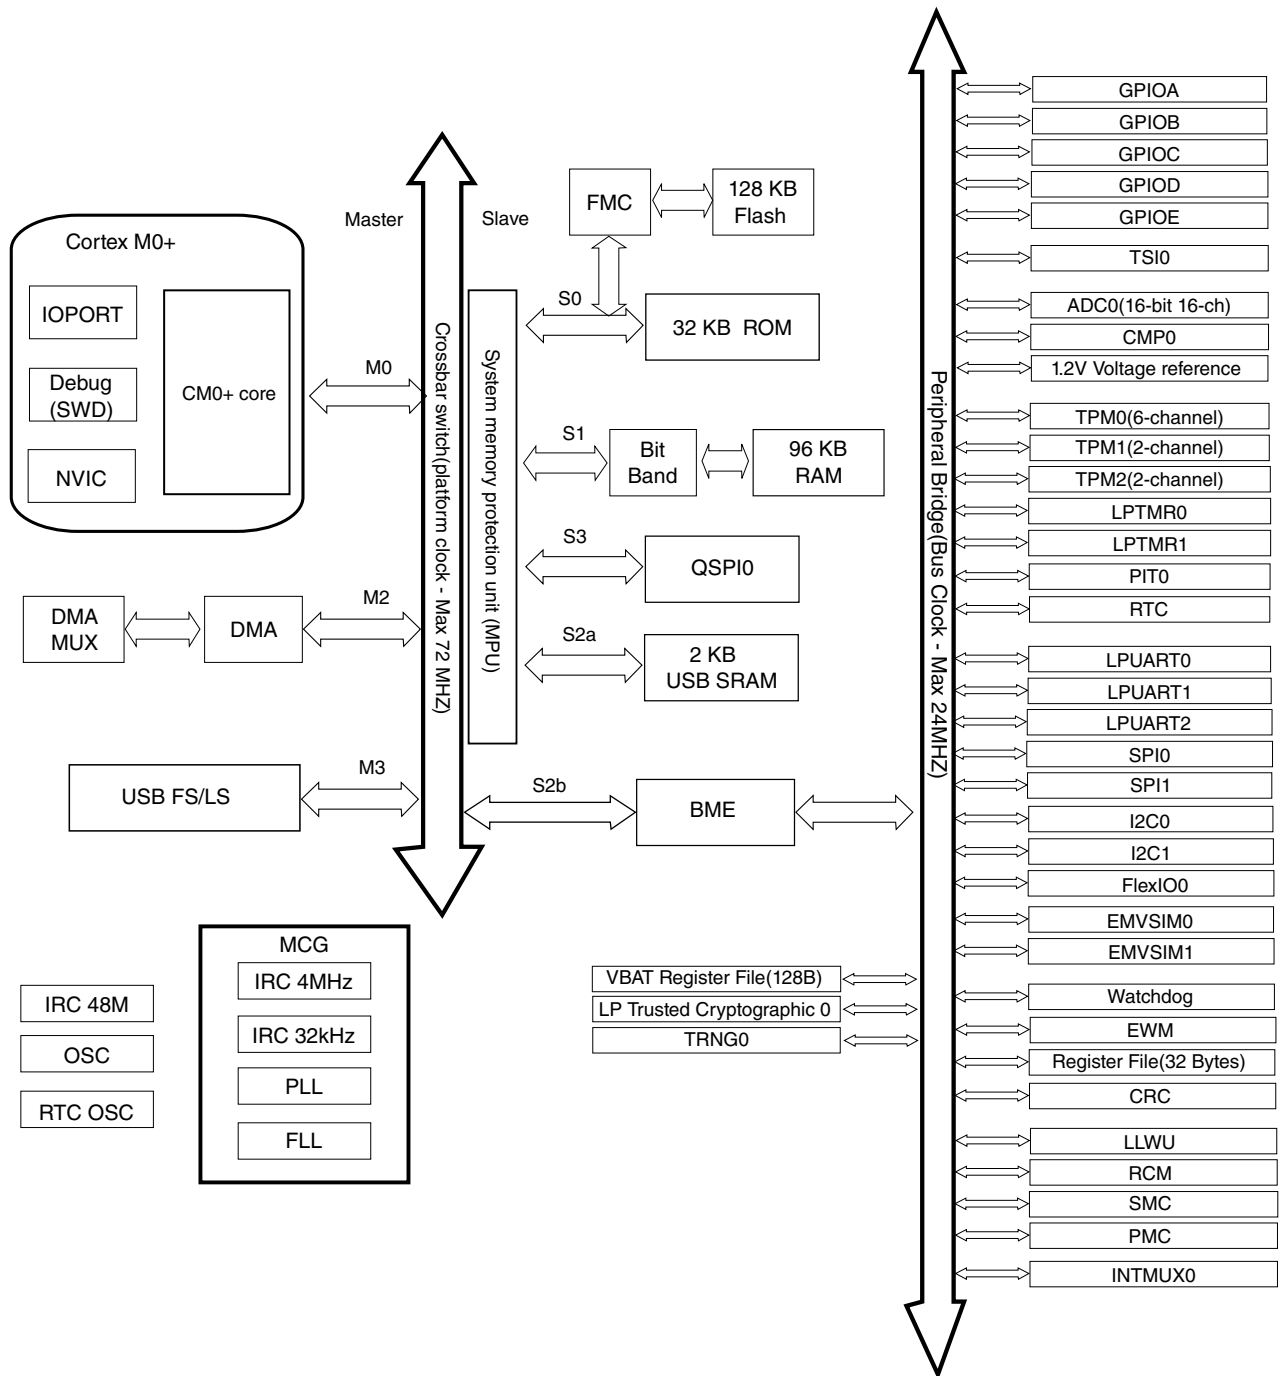 Cortex M0+
IOPORT
Debug
(SWD)
NVIC
CM0+ core
DMA
MUX
DMA
USB FS/LS
Master
Slave
M0
M2
M3
Crossbar switch(platform clock - Max 72 MHZ)
System memory protection unit (MPU)
FMC
128 KB
Flash
S0
32 KB ROM
S1
Bit
Band
96 KB
RAM
S3
QSPI0
S2a
2 KB
USB SRAM
S2b
BME
MCG
IRC 4MHz
IRC 32kHz
PLL
FLL
IRC 48M
OSC
RTC OSC
VBAT Register File(128B)
LP Trusted Cryptographic 0
TRNG0
Peripheral Bridge(Bus Clock - Max 24MHZ)
GPIOA
GPIOB
GPIOC
GPIOD
GPIOE
TSI0
ADC0(16-bit 16-ch)
CMP0
1.2V Voltage reference
TPM0(6-channel)
TPM1(2-channel)
TPM2(2-channel)
LPTMR0
LPTMR1
PIT0
RTC
LPUART0
LPUART1
LPUART2
SPI0
SPI1
I2C0
I2C1
FlexIO0
EMVSIM0
EMVSIM1
Watchdog
EWM
Register File(32 Bytes)
CRC
LLWU
RCM
SMC
PMC
INTMUX0